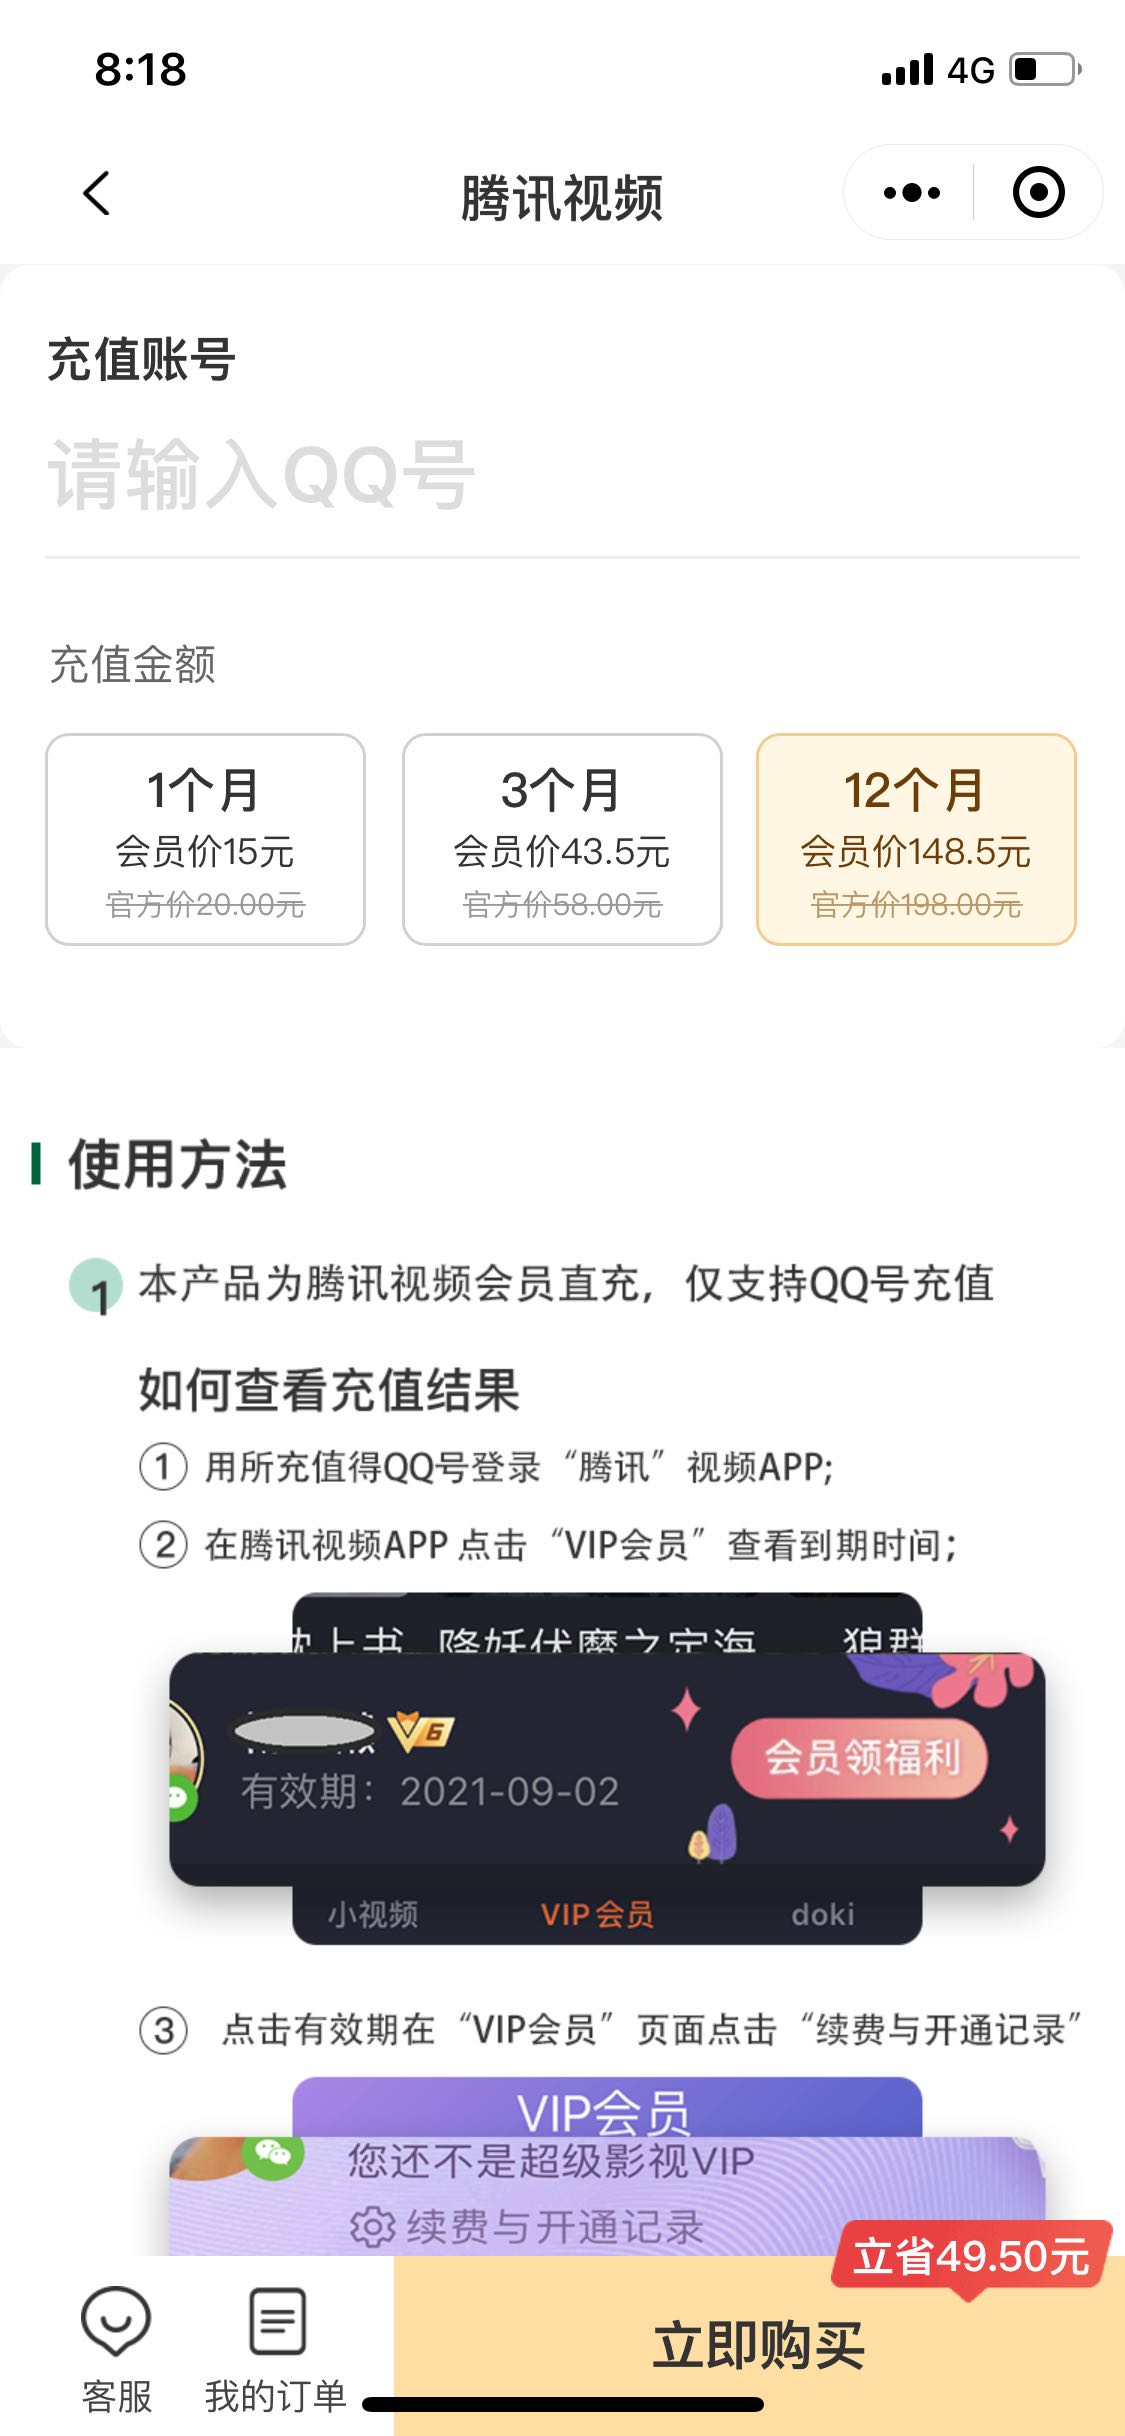 8:18
4G
腾讯视频
充值账号
请输入QQ号
充值金额
1个月
会员价15元
官方价20.00元
3个月
会员价43.5元
官方价58.00元
12个月
会员价148.5元
官方价198.00元
使用方法
1 本产品为腾讯视频会员直充，仅支持QQ号充值
如何查看充值结果
① 用所充值得QQ号登录“腾讯”视频APP;
② 在腾讯视频APP 点击“VIP会员”查看到期时间;
上书 降妖伏魔之定海 狼群
V6
有效期：2021-09-02
会员领福利
小视频 VIP会员 doki
③ 点击有效期在“VIP会员”页面点击“续费与开通记录”
VIP会员
您还不是超级影视VIP
续费与开通记录
立省49.50元
客服
我的订单
立即购买